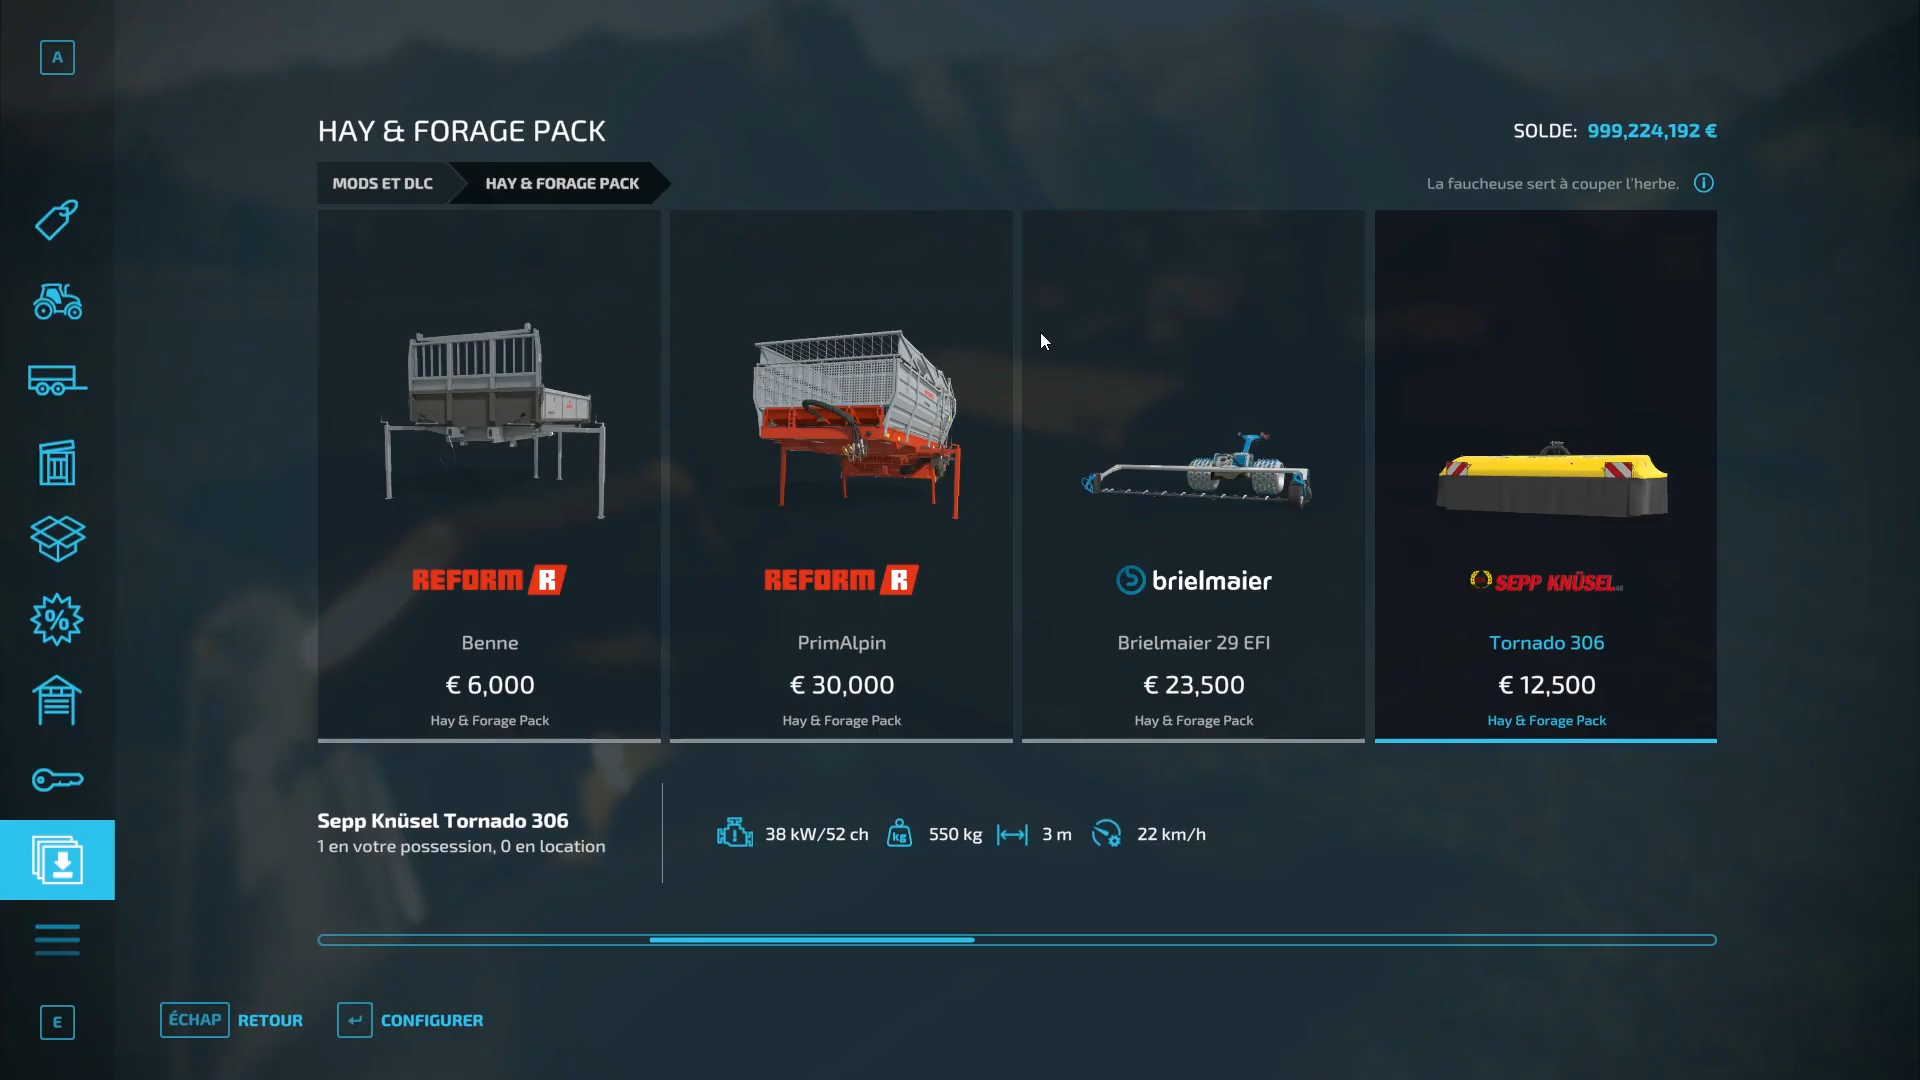 A
HAY & FORAGE PACK
SOLDE: 999,224,192 €
MODS ET DLC
HAY & FORAGE PACK
La faucheuse sert à couper l'herbe.
REFORM R
Benne
€ 6,000
Hay & Forage Pack
REFORM R
PrimAlpin
€ 30,000
Hay & Forage Pack
brielmaier
Brielmaier 29 EFI
€ 23,500
Hay & Forage Pack
SEPP KNÜSEL AG
Tornado 306
€ 12,500
Hay & Forage Pack
Sepp Knüsel Tornado 306
1 en votre possession, 0 en location
38 kW/52 ch
kg
550 kg
3 m
22 km/h
E
ÉCHAP RETOUR
CONFIGURER